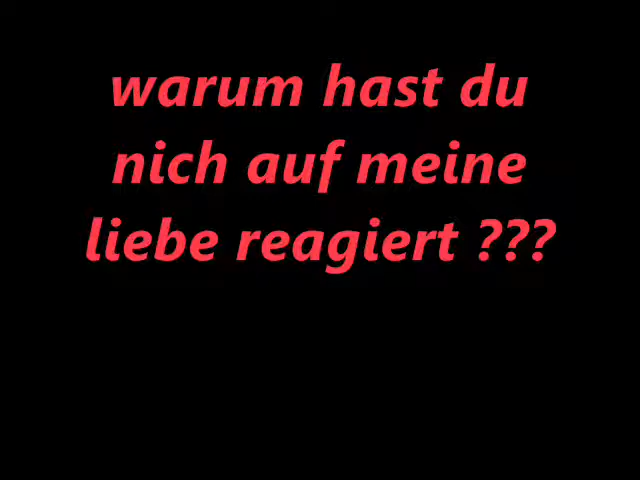 warum hast du
nich auf meine
liebe reagiert ???